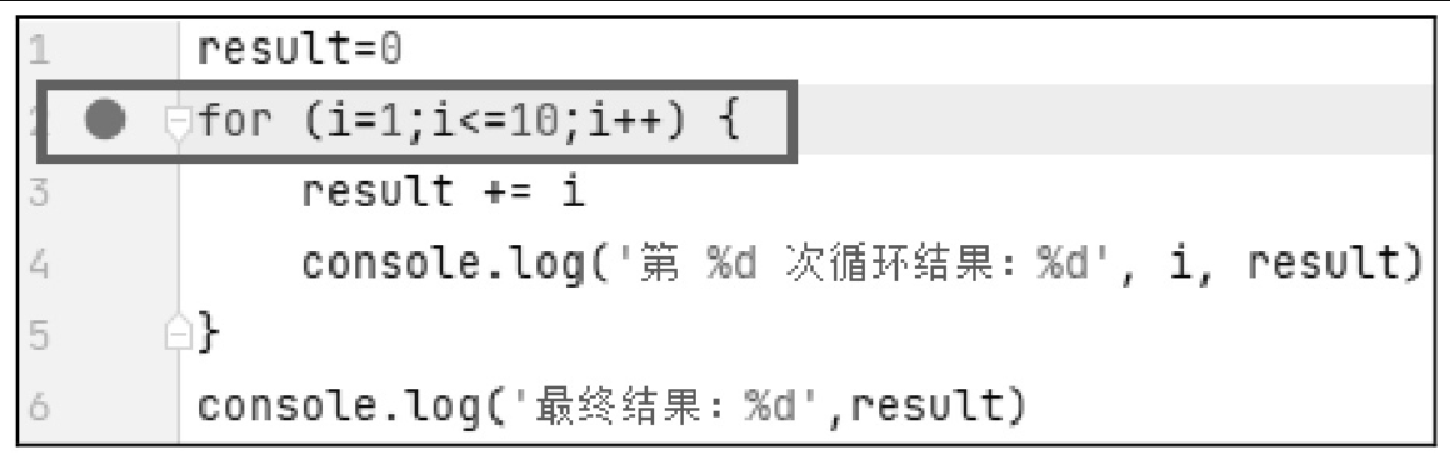 1 result=0
2 for (i=1;i<=10;i++) {
3 result += i
4 console.log('第 %d 次循环结果：%d', i, result)
5 }
6 console.log('最终结果：%d',result)